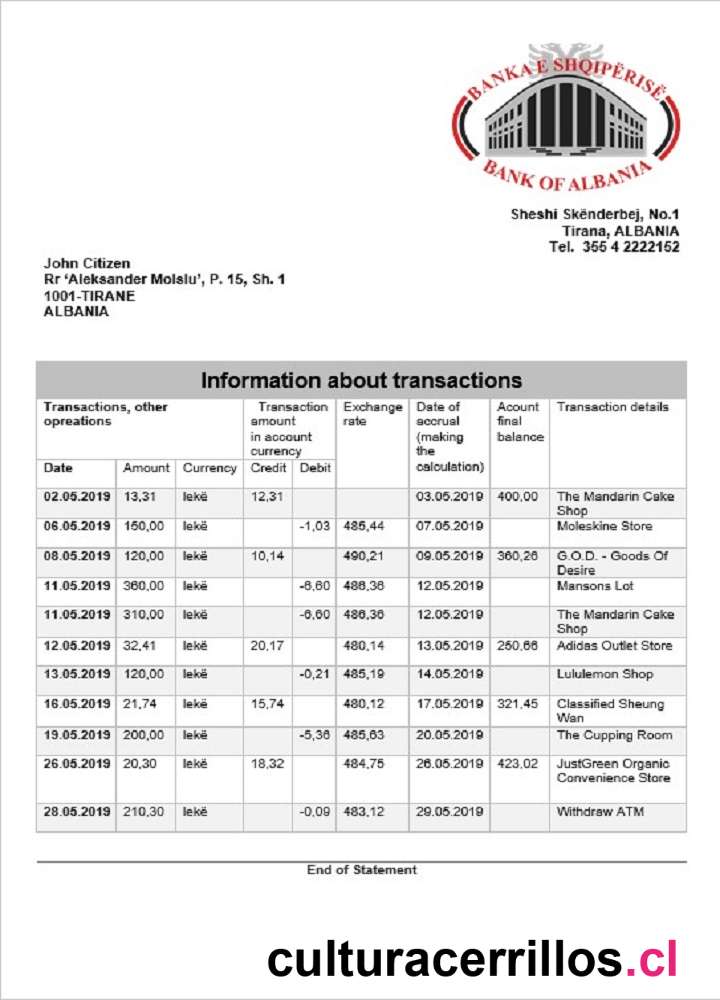 BANKA E SHQIPËRISË
BANK OF ALBANIA
Sheshi Skënderbej, No.1
Tirana, ALBANIA
Tel. 355 4 2222152
John Citizen
Rr ‘Aleksander Moisiu’, P. 15, Sh. 1
1001-TIRANE
ALBANIA
Information about transactions
Transactions, other opreations Transaction amount in account currency Exchange rate Date of accrual (making the calculation) Acount final balance Transaction details
Date Amount Currency Credit Debit
02.05.2019 13,31 lekë 12,31 03.05.2019 400,00 The Mandarin Cake Shop
06.05.2019 150,00 lekë -1,03 485,44 07.05.2019 Moleskine Store
08.05.2019 120,00 lekë 10,14 490,21 09.05.2019 360,26 G.O.D. - Goods Of Desire
11.05.2019 360,00 lekë -6,60 486,36 12.05.2019 Mansons Lot
11.05.2019 310,00 lekë -6,60 486,36 12.05.2019 The Mandarin Cake Shop
12.05.2019 32,41 lekë 20,17 480,14 13.05.2019 250,66 Adidas Outlet Store
13.05.2019 120,00 lekë -0,21 485,19 14.05.2019 Lululemon Shop
16.05.2019 21,74 lekë 15,74 480,12 17.05.2019 321,45 Classified Sheung Wan
19.05.2019 200,00 lekë -5,36 485,63 20.05.2019 The Cupping Room
26.05.2019 20,30 lekë 18,32 484,75 26.05.2019 423,02 JustGreen Organic Convenience Store
28.05.2019 210,30 lekë -0,09 483,12 29.05.2019 Withdraw ATM
End of Statement
culturacerrillos.cl